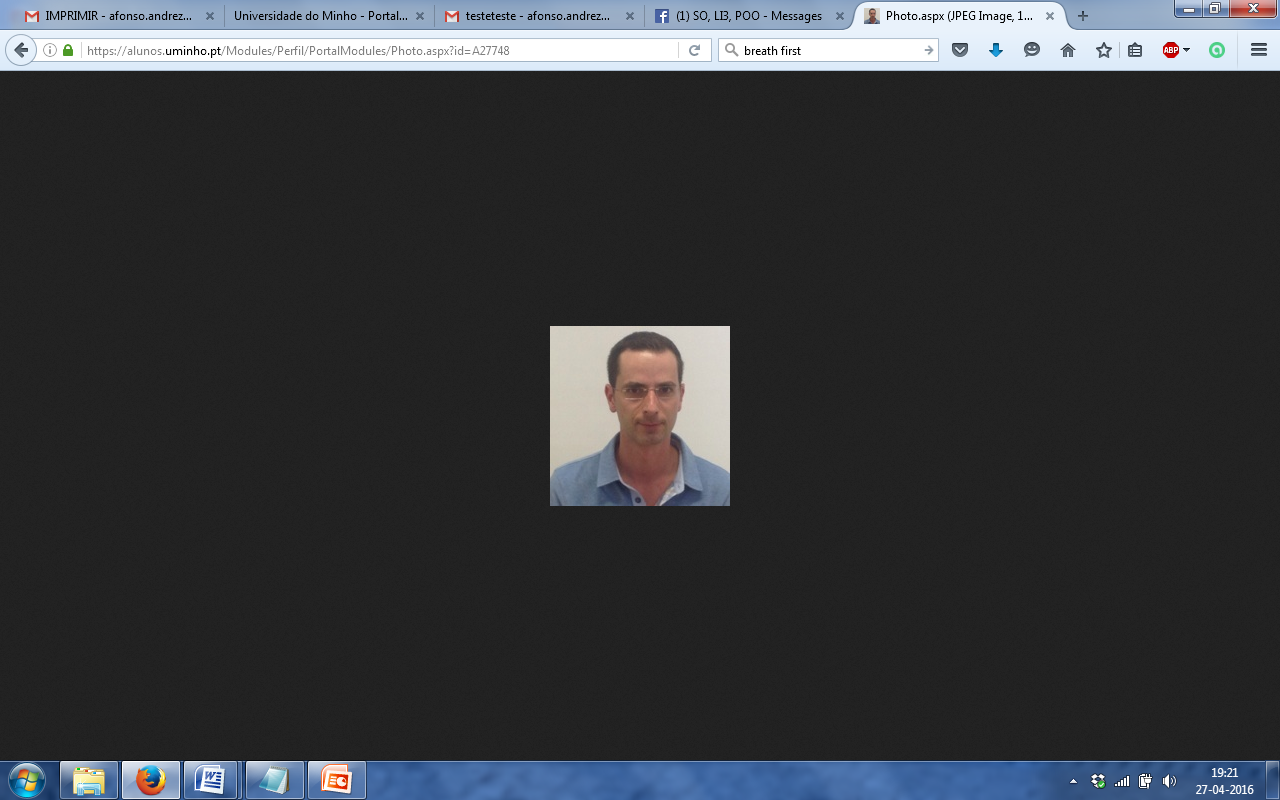 IMPRIMIR - afonso.andrez...
Universidade do Minho - Portal...
testeteste - afonso.andrez...
(1) SO, LI3, POO - Messages
Photo.aspx (JPEG Image, 1...
https://alunos.uminho.pt/Modules/Perfil/PortalModules/Photo.aspx?id=A27748
breath first
ABP
19:21
27-04-2016